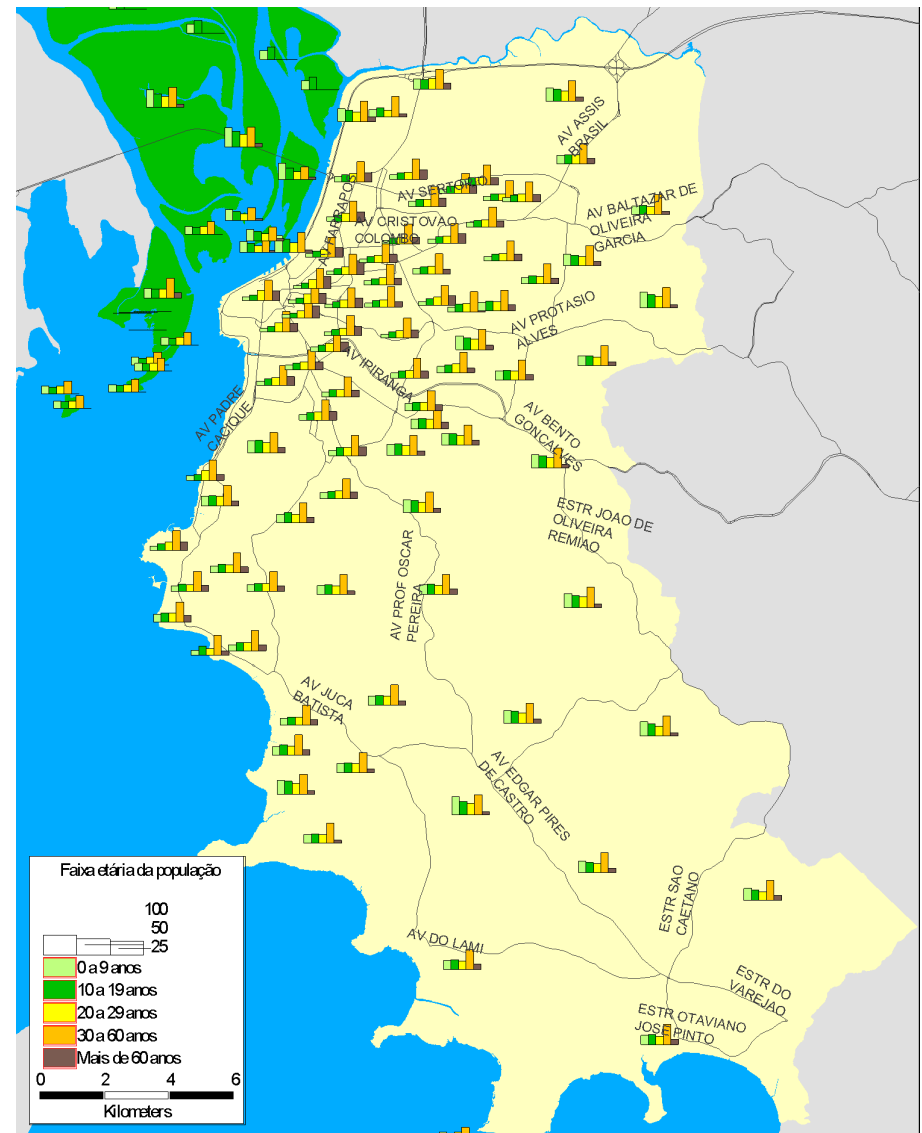 AV ASSIS
BRASIL
AV SERTORIO
AV FARRAPOS
AV CRISTOVAO
COLOMBO
AV BALTAZAR DE
OLIVEIRA
GARCIA
AV PROTASIO
ALVES
AV IPIRANGA
AV PADRE
CACIQUE
AV BENTO
GONCALVES
ESTR JOAO DE
OLIVEIRA
REMIAO
AV PROF OSCAR
PEREIRA
AV JUCA
BATISTA
AV EDGAR PIRES
DE CASTRO
ESTR SAO
CAETANO
AV DO LAMI
ESTR DO
VAREJAO
ESTR OTAVIANO
JOSE PINTO
Faixa etária da população
100
50
25
0 a 9 anos
10 a 19 anos
20 a 29 anos
30 a 60 anos
Mais de 60 anos
0 2 4 6
Kilometers